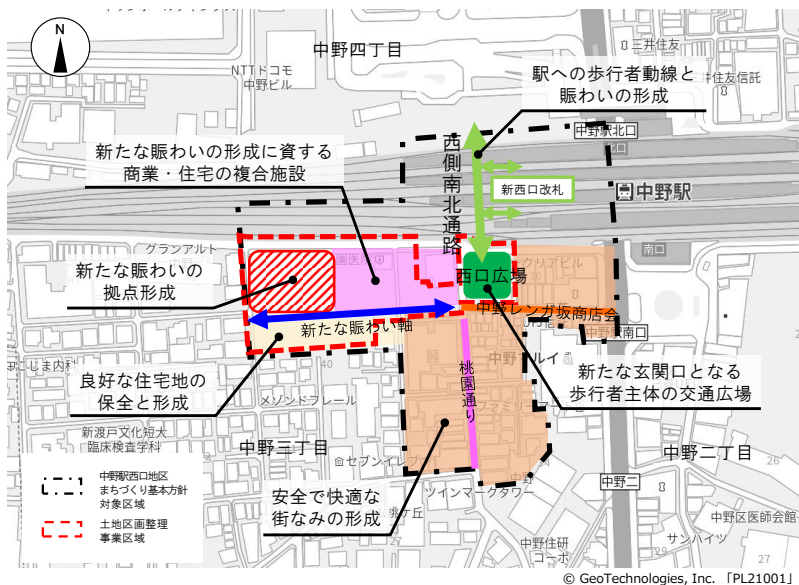 N
中野四丁目
NTTドコモ
中野ビル
三井住友
三井住友信託
駅への歩行者動線と
賑わいの形成
中野駅北口
新たな賑わいの形成に資する
商業・住宅の複合施設
西側南北通路
新西口改札
中野駅
南口
グランアルト
新たな賑わいの
拠点形成
西口広場
中野レンガ坂商店会
新たな賑わい軸
中野駅南口
良好な住宅地の
保全と形成
40
メゾンドフレール
桃園通り
新たな玄関口となる
歩行者主体の交通広場
新渡戸文化短大
臨床検査学科
中野三丁目
セブンイレブン
中野二丁目
26
安全で快適な
街なみの形成
ツインマークタワー
中野二
中野駅西口地区
まちづくり基本方針
対象区域
土地区画整理
事業区域
桃ケ丘
27
中野住研
コーポ
サンハイツ
29
中野区医師会館
27
© GeoTechnologies, Inc. 「PL21001」